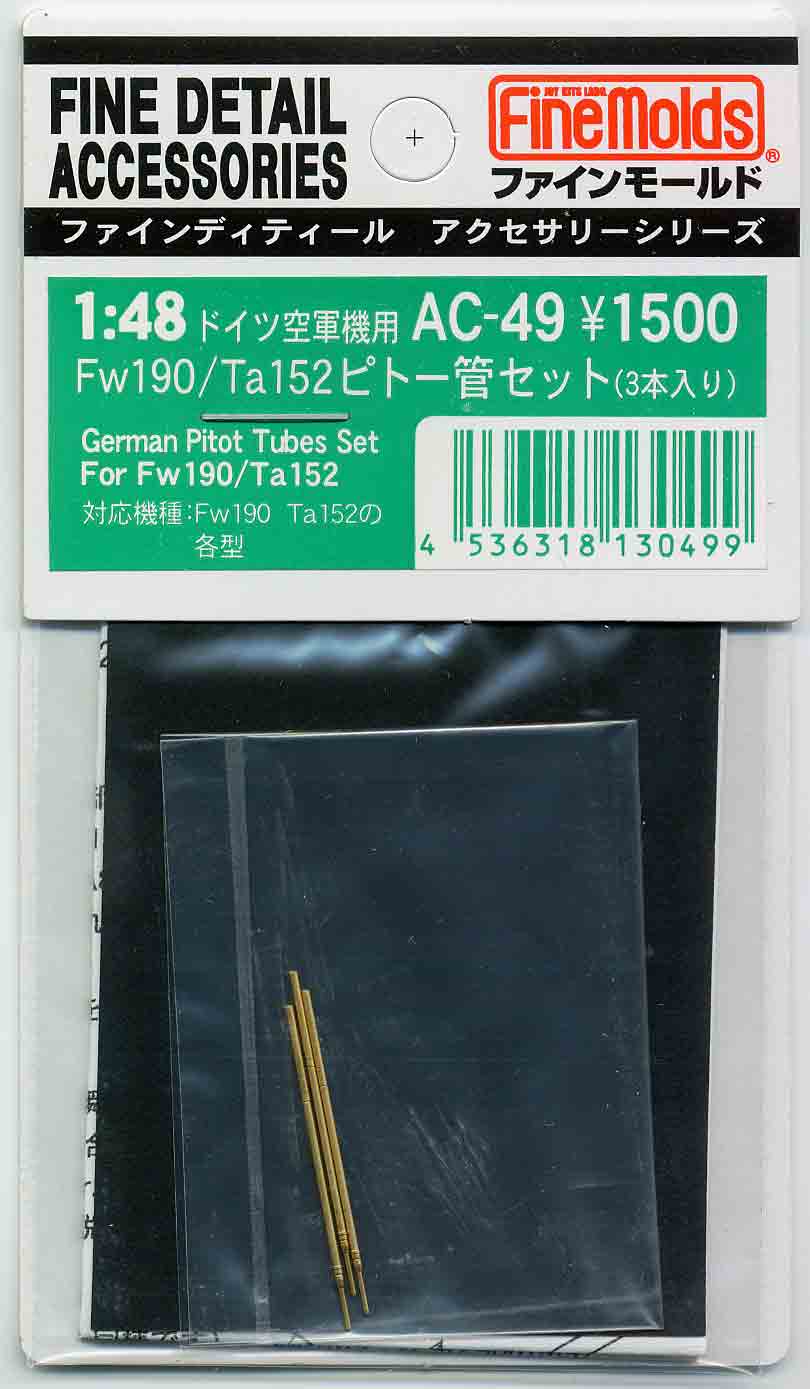 FINE DETAIL
ACCESSORIES
JOY KITS LABO.
FineMolds®
ファインモールド
ファインディティール アクセサリーシリーズ
1:48 ドイツ空軍機用 AC-49 ¥1500
Fw190/Ta152ピトー管セット(3本入り)
German Pitot Tubes Set
For Fw190/Ta152
対応機種:Fw190 Ta152の
各型
4 536318 130499